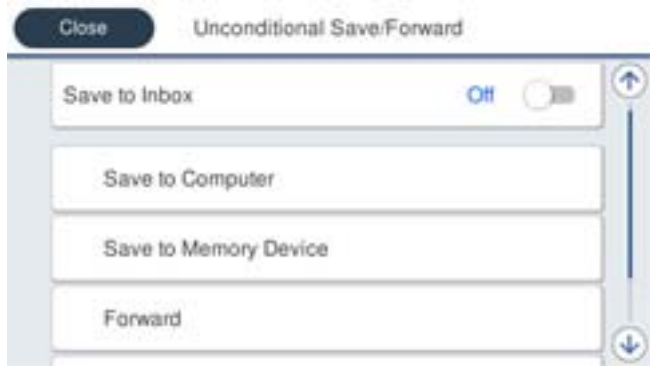 Close Unconditional Save/Forward
Save to Inbox Off
Save to Computer
Save to Memory Device
Forward